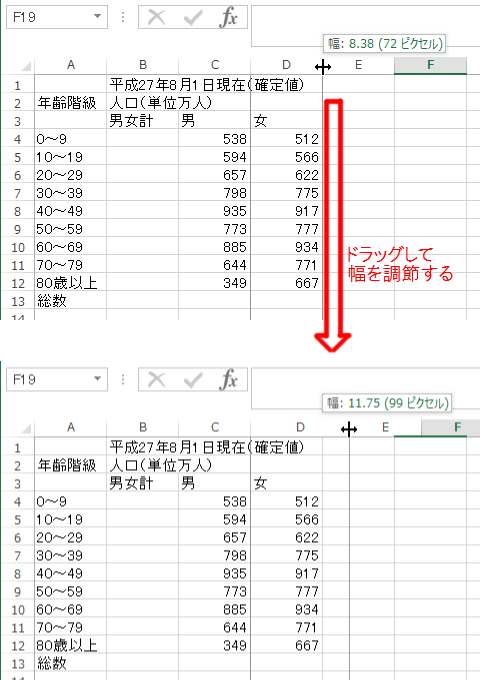 F19 fx
幅: 8.38 (72 ピクセル)
A B C D E F
1 平成27年8月1日現在(確定値)
2 年齢階級 人口(単位万人)
3 男女計 男 女
4 0～9 538 512
5 10～19 594 566
6 20～29 657 622
7 30～39 798 775
8 40～49 935 917
9 50～59 773 777
10 60～69 885 934
11 70～79 644 771
12 80歳以上 349 667
13 総数
14
ドラッグして
幅を調節する
F19 fx
幅: 11.75 (99 ピクセル)
A B C D E F
1 平成27年8月1日現在(確定値)
2 年齢階級 人口(単位万人)
3 男女計 男 女
4 0～9 538 512
5 10～19 594 566
6 20～29 657 622
7 30～39 798 775
8 40～49 935 917
9 50～59 773 777
10 60～69 885 934
11 70～79 644 771
12 80歳以上 349 667
13 総数